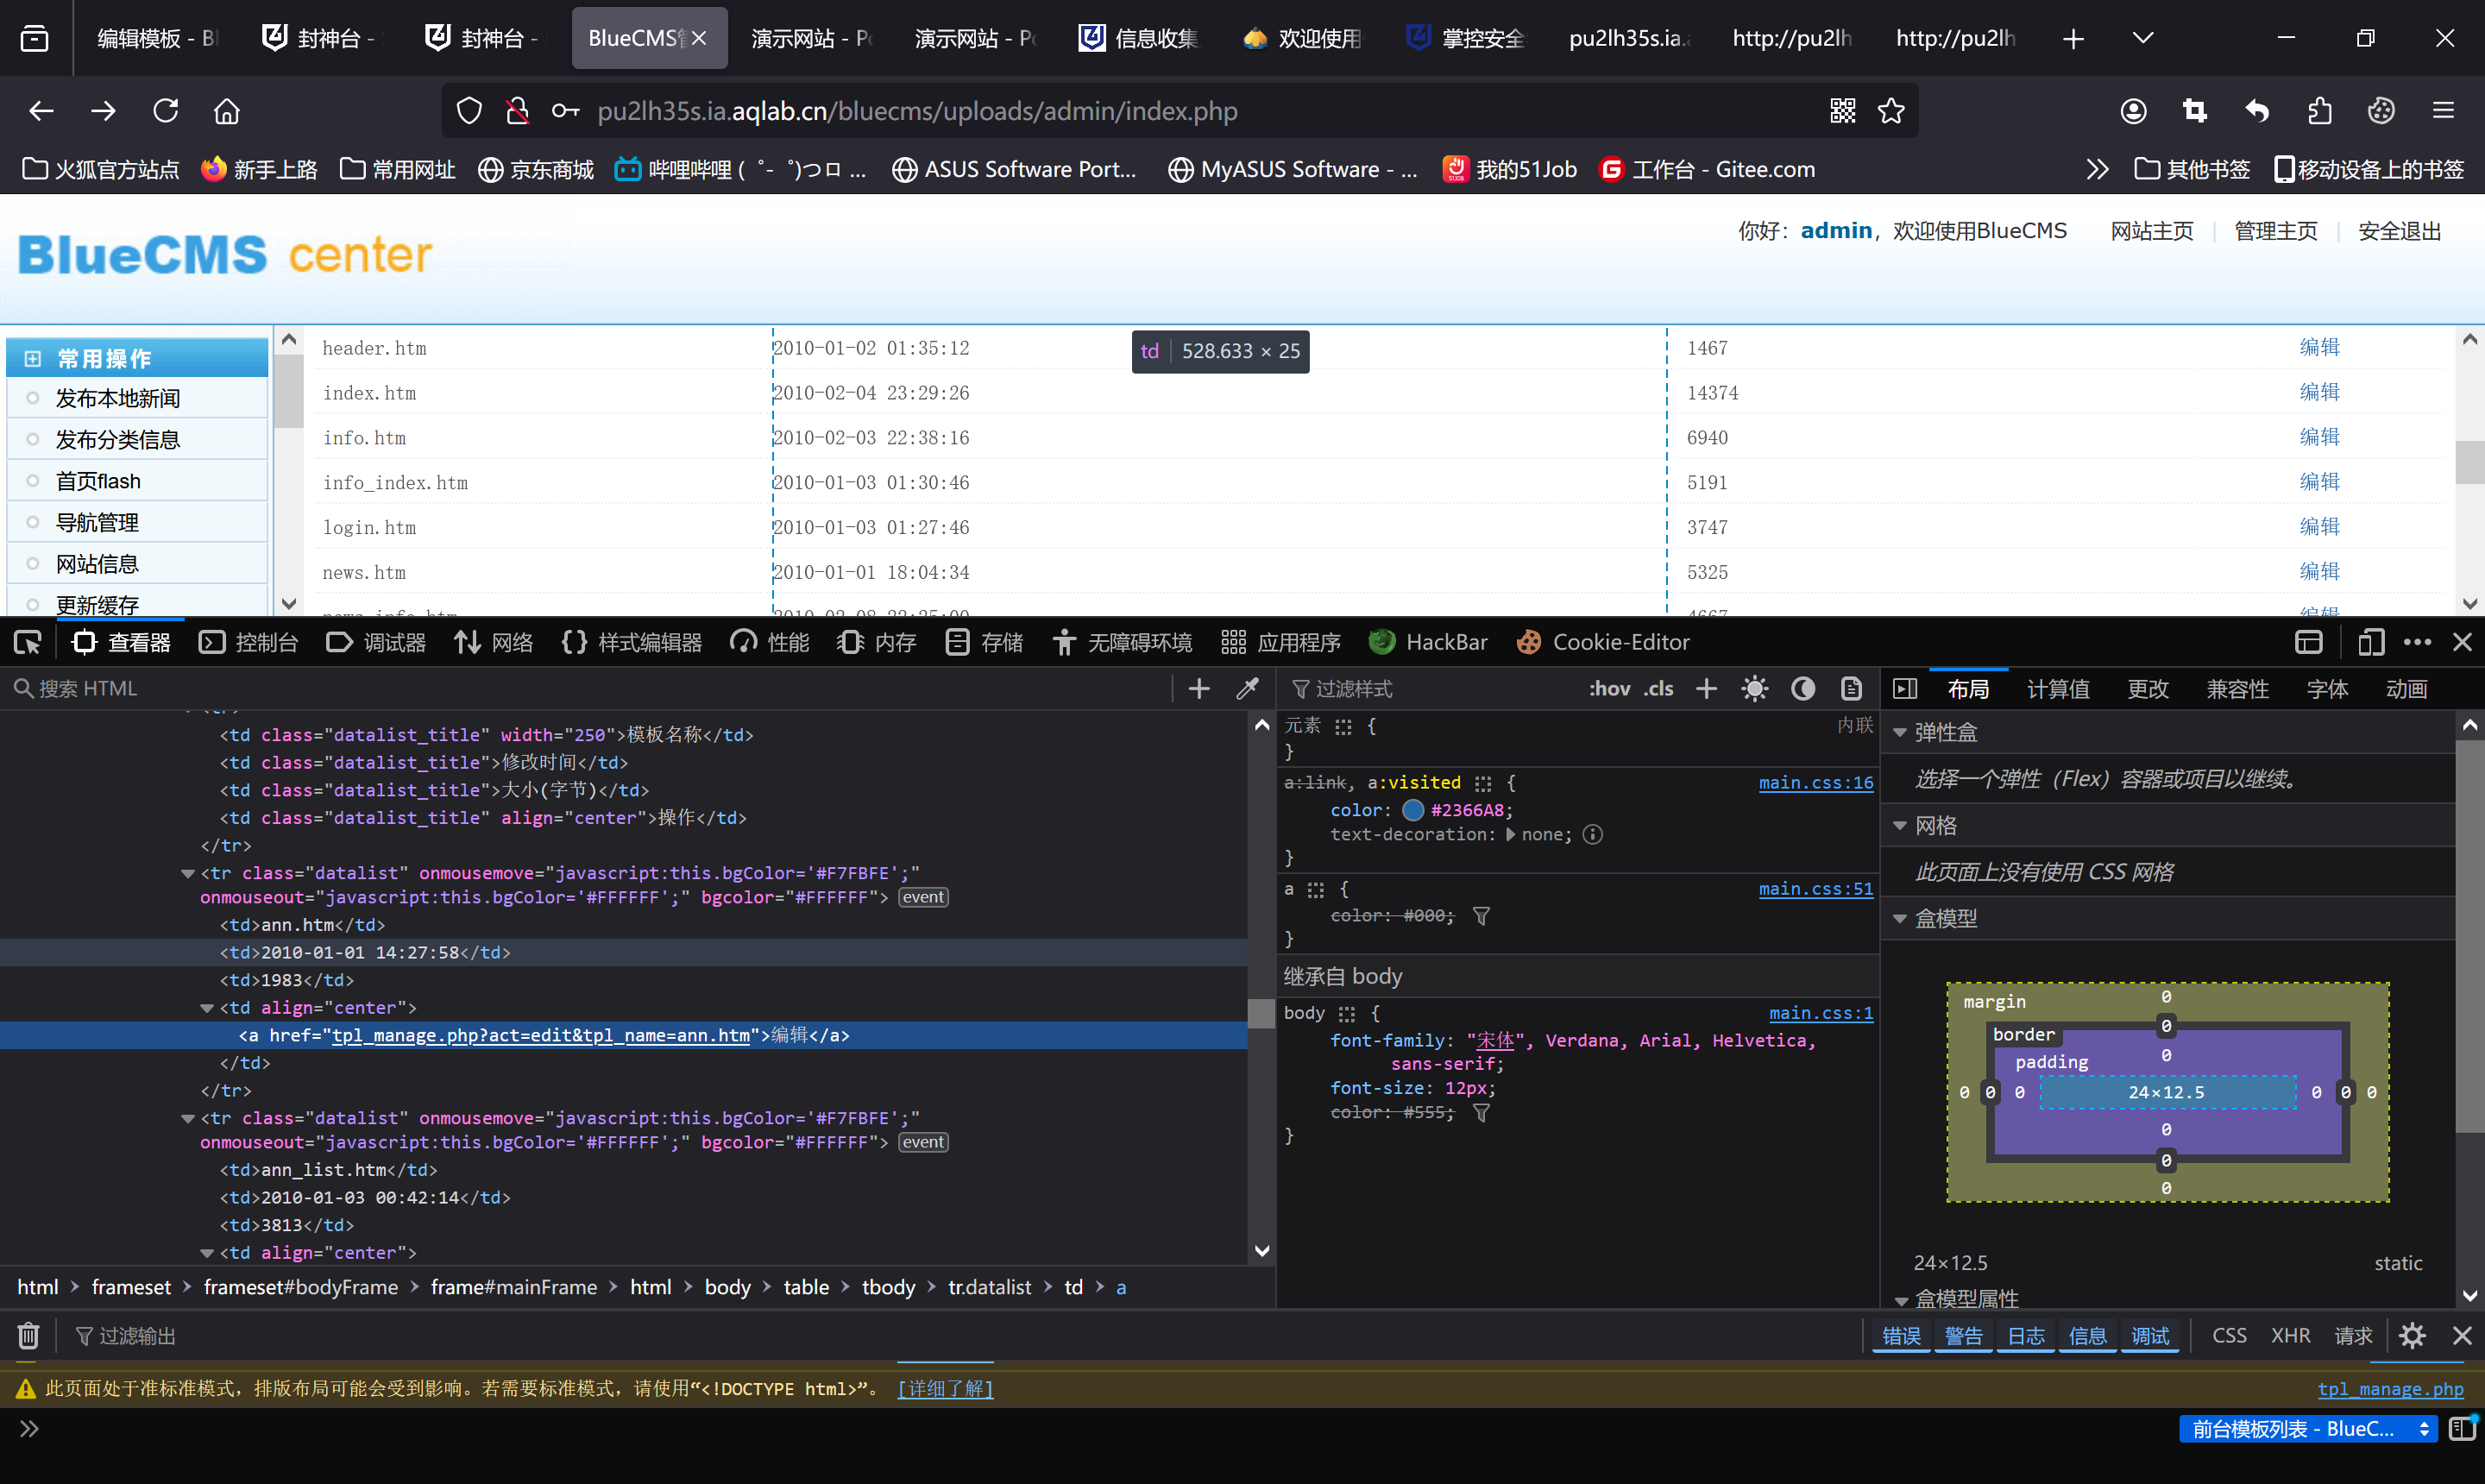 编辑模板 - Bl
封神台 -
封神台 -
BlueCMS管
演示网站 - Po
演示网站 - Po
信息收集
欢迎使用
掌控安全
pu2lh35s.ia.a
http://pu2lh
http://pu2lh
pu2lh35s.ia.aqlab.cn/bluecms/uploads/admin/index.php
火狐官方站点 新手上路 常用网址 京东商城 哔哩哔哩 ( ゜- ゜)つロ ... ASUS Software Port... MyASUS Software - ... 我的51Job 工作台 - Gitee.com 其他书签 移动设备上的书签
BlueCMS center
你好：admin，欢迎使用BlueCMS 网站主页 管理主页 安全退出
常用操作
发布本地新闻
发布分类信息
首页flash
导航管理
网站信息
更新缓存
header.htm 2010-01-02 01:35:12 1467 编辑
td 528.633 × 25
index.htm 2010-02-04 23:29:26 14374 编辑
info.htm 2010-02-03 22:38:16 6940 编辑
info_index.htm 2010-01-03 01:30:46 5191 编辑
login.htm 2010-01-03 01:27:46 3747 编辑
news.htm 2010-01-01 18:04:34 5325 编辑
查看器 控制台 调试器 网络 样式编辑器 性能 内存 存储 无障碍环境 应用程序 HackBar Cookie-Editor
搜索 HTML
<td class="datalist_title" width="250">模板名称</td>
<td class="datalist_title">修改时间</td>
<td class="datalist_title">大小(字节)</td>
<td class="datalist_title" align="center">操作</td>
</tr>
<tr class="datalist" onmousemove="javascript:this.bgColor='#F7FBFE';"
onmouseout="javascript:this.bgColor='#FFFFFF';" bgcolor="#FFFFFF"> event
<td>ann.htm</td>
<td>2010-01-01 14:27:58</td>
<td>1983</td>
<td align="center">
<a href="tpl_manage.php?act=edit&tpl_name=ann.htm">编辑</a>
</td>
</tr>
<tr class="datalist" onmousemove="javascript:this.bgColor='#F7FBFE';"
onmouseout="javascript:this.bgColor='#FFFFFF';" bgcolor="#FFFFFF"> event
<td>ann_list.htm</td>
<td>2010-01-03 00:42:14</td>
<td>3813</td>
<td align="center">
html > frameset > frameset#bodyFrame > frame#mainFrame > html > body > table > tbody > tr.datalist > td > a
过滤样式 :hov .cls
元素 { 内联
}
a:link, a:visited { main.css:16
color: #2366A8;
text-decoration: none;
}
a { main.css:51
color: #000;
}
继承自 body
body { main.css:1
font-family: "宋体", Verdana, Arial, Helvetica,
sans-serif;
font-size: 12px;
color: #555;
}
布局 计算值 更改 兼容性 字体 动画
弹性盒
选择一个弹性（Flex）容器或项目以继续。
网格
此页面上没有使用 CSS 网格
盒模型
margin 0
border 0
padding 0
0 0 0 24×12.5 0 0 0
0
0
0
24×12.5 static
盒模型属性
过滤输出 错误 警告 日志 信息 调试 CSS XHR 请求
此页面处于准标准模式，排版布局可能会受到影响。若需要标准模式，请使用“<!DOCTYPE html>”。 [详细了解] tpl_manage.php
前台模板列表 - BlueC...